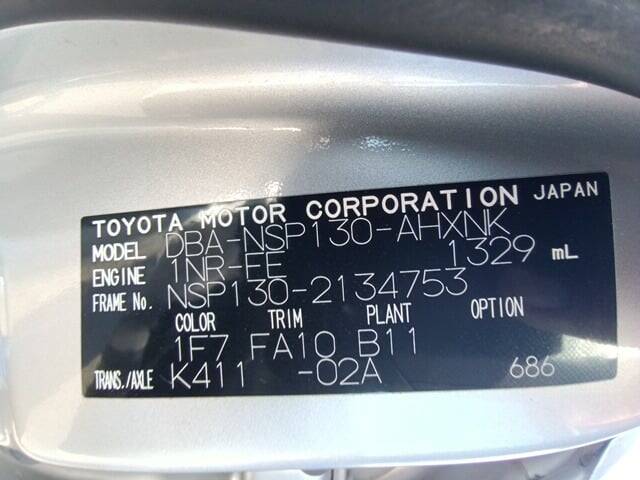 TOYOTA MOTOR CORPORATION JAPAN
MODEL DBA-NSP130-AHXNK
ENGINE 1NR-FE 1329 mL
FRAME No. NSP130-2134753
COLOR TRIM PLANT OPTION
1F7 FA10 B11
TRANS./AXLE K411 -02A 686